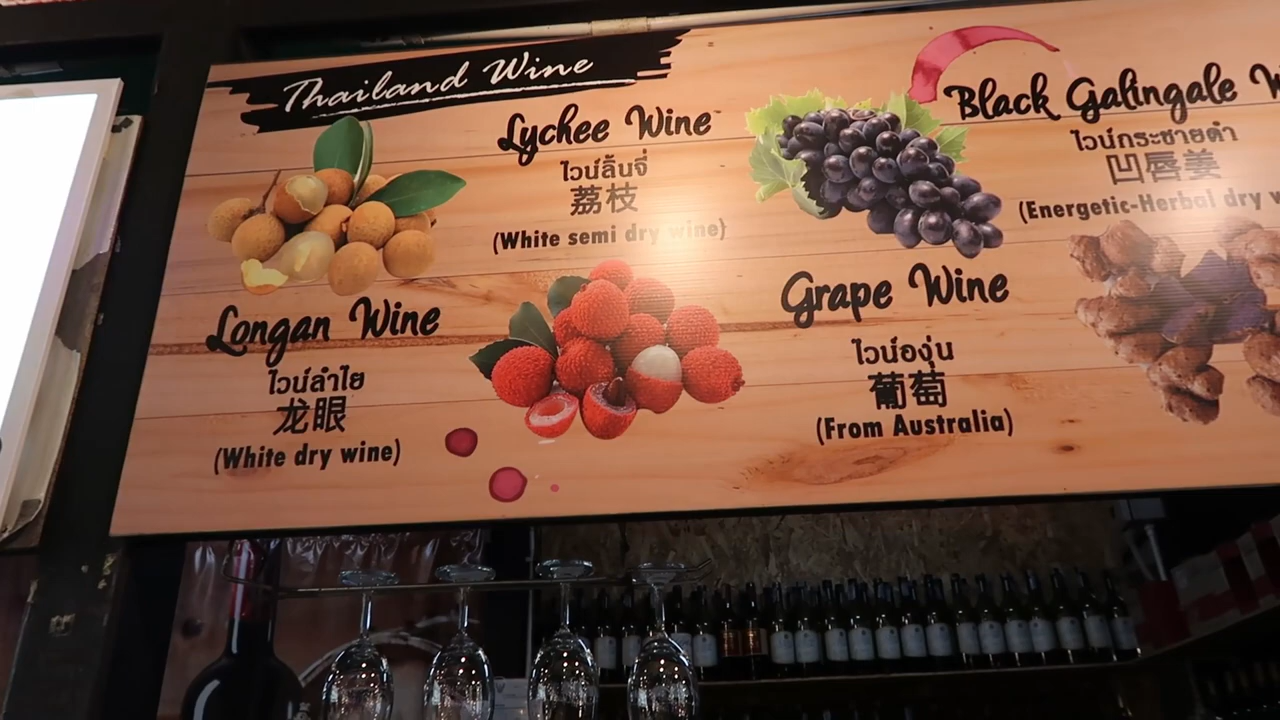 Thailand Wine
Longan Wine
ไวน์ลำไย
龙眼
(White dry wine)
Lychee Wine
ไวน์ลิ้นจี่
荔枝
(White semi dry wine)
Grape Wine
ไวน์องุ่น
葡萄
(From Australia)
Black Galingale
ไวน์กระชายดำ
凹唇姜
(Energetic-Herbal dry